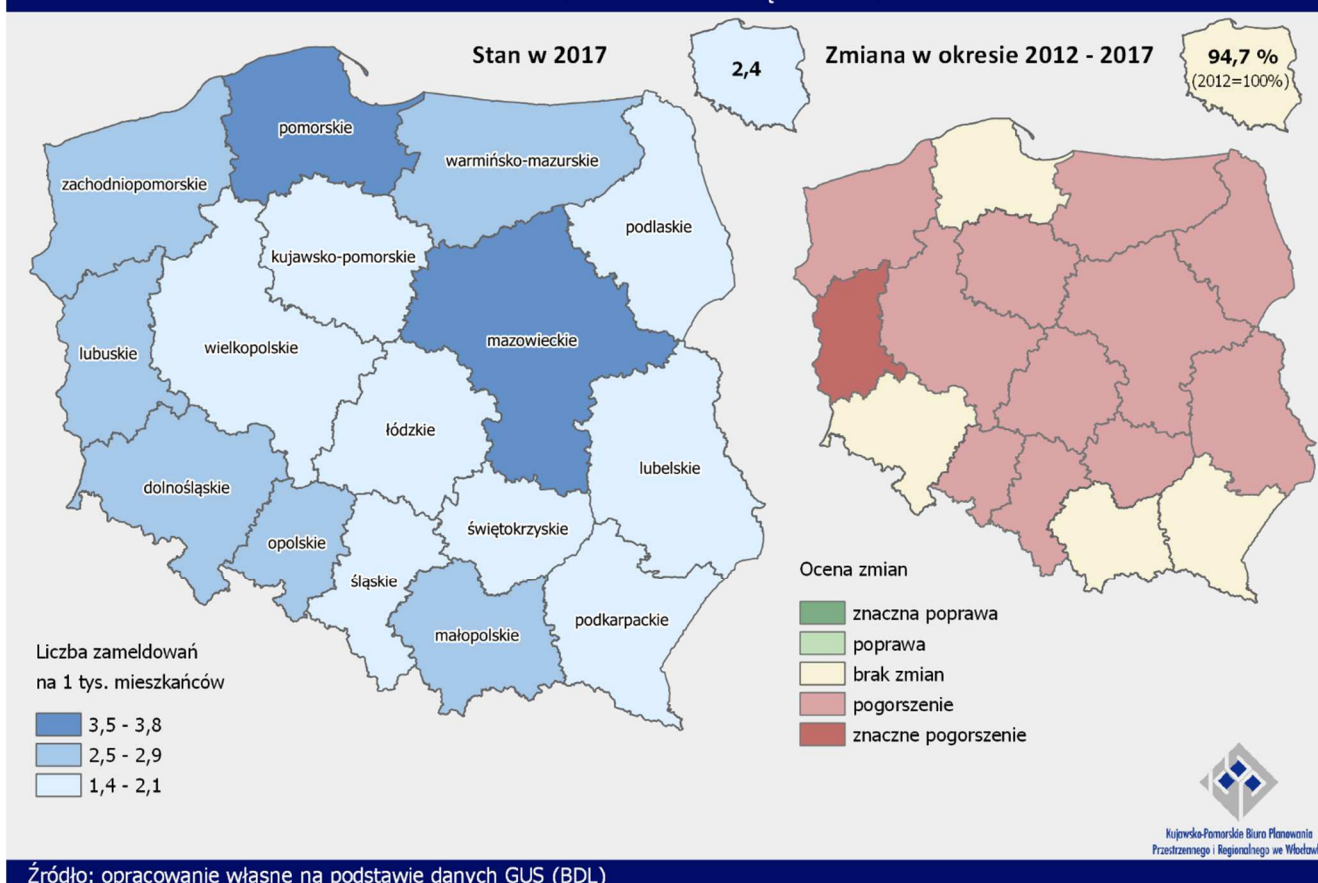 Stan w 2017
2,4
Zmiana w okresie 2012 - 2017
94,7 %
(2012=100%)
pomorskie
zachodniopomorskie
warmińsko-mazurskie
podlaskie
kujawsko-pomorskie
mazowieckie
lubuskie
wielkopolskie
łódzkie
lubelskie
dolnośląskie
opolskie
świętokrzyskie
śląskie
małopolskie
podkarpackie
Liczba zameldowań
na 1 tys. mieszkańców
3,5 - 3,8
2,5 - 2,9
1,4 - 2,1
Ocena zmian
znaczna poprawa
poprawa
brak zmian
pogorszenie
znaczne pogorszenie
Kujawsko-Pomorskie Biuro Planowania
Przestrzennego i Regionalnego we
Źródło: opracowanie własne na podstawie danych GUS (BDL)